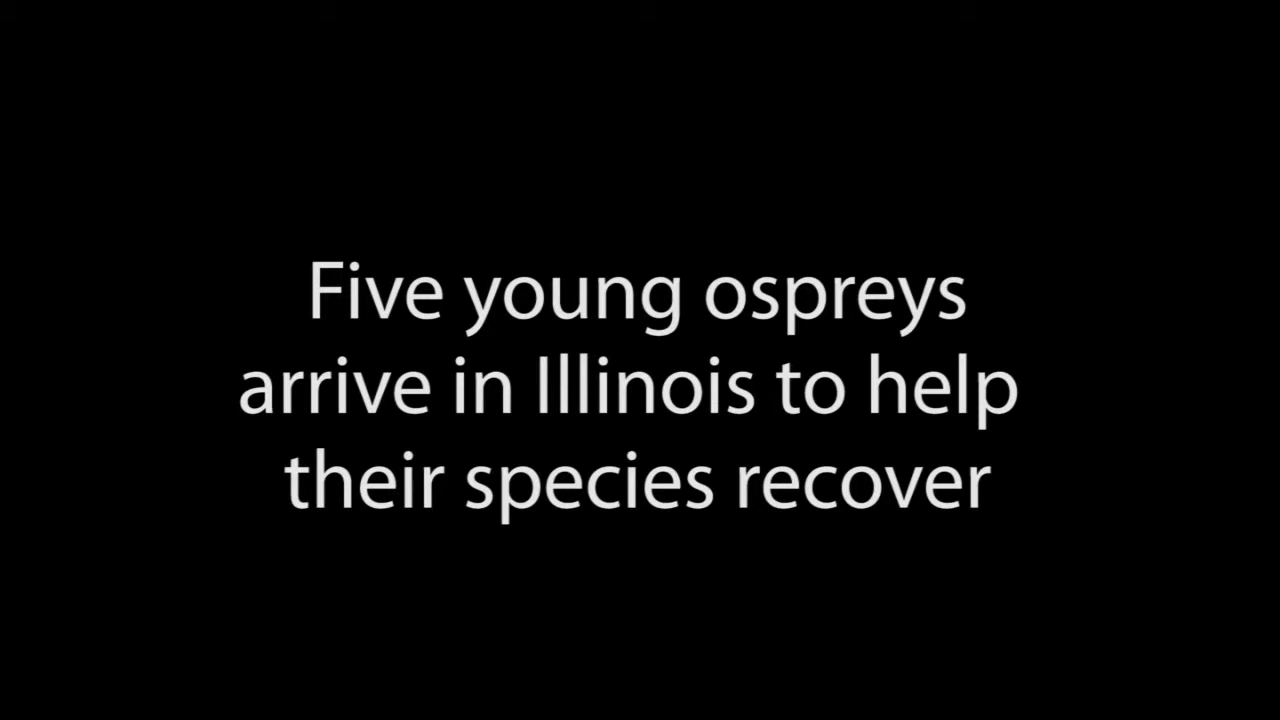 Five young ospreys
arrive in Illinois to help
their species recover